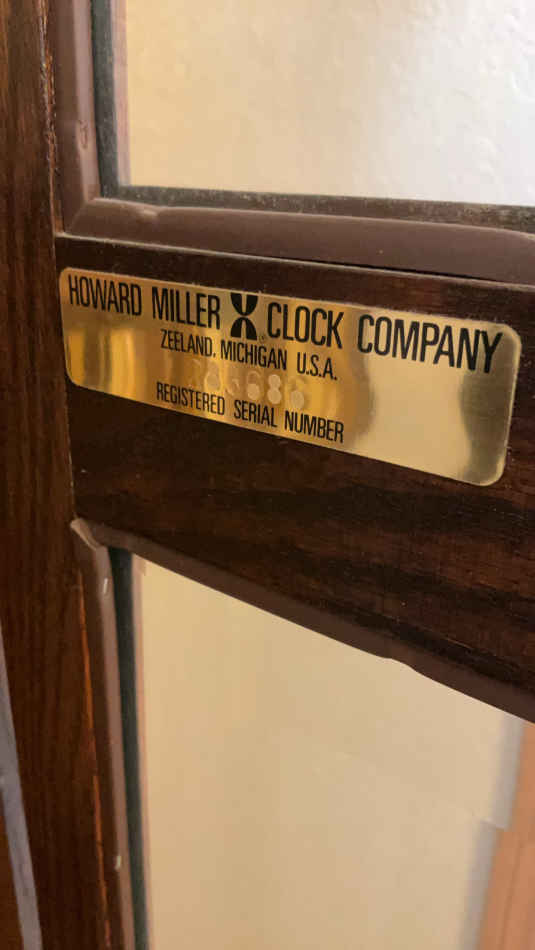 HOWARD MILLER CLOCK COMPANY
ZEELAND, MICHIGAN U.S.A.
REGISTERED SERIAL NUMBER